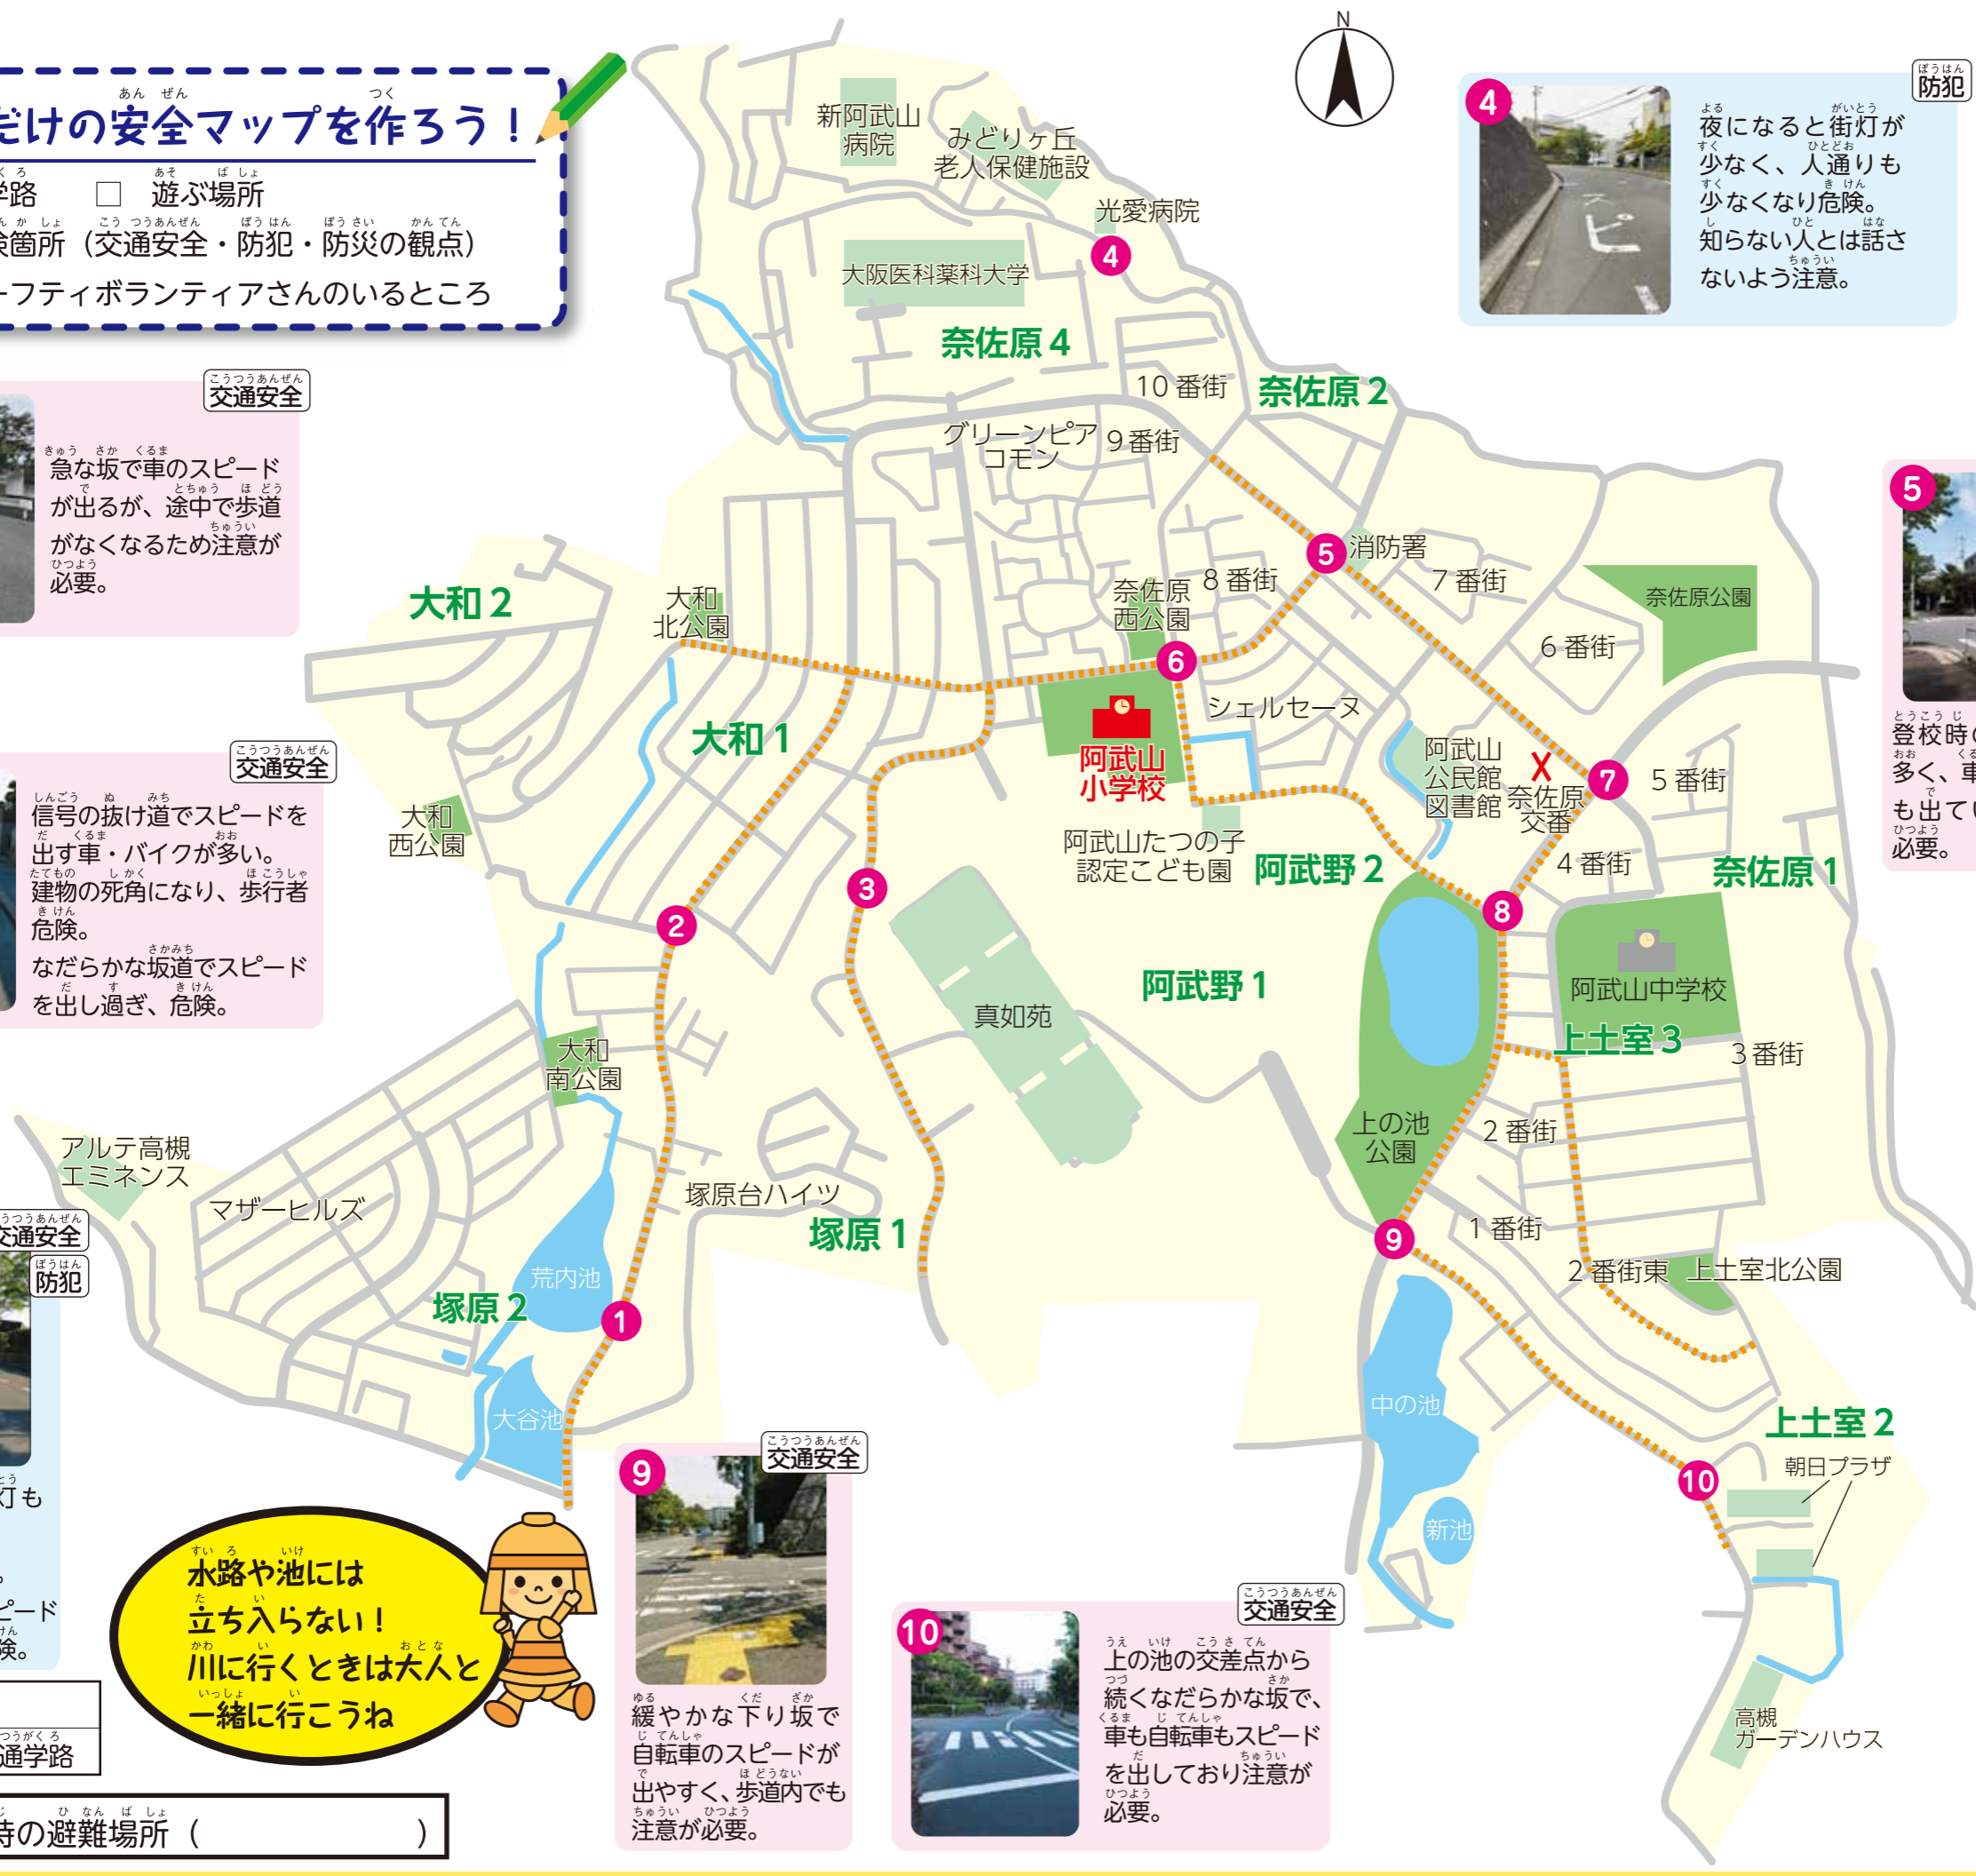 だけの安全マップを作ろう！
学路　□　遊ぶ場所
険箇所（交通安全・防犯・防災の観点）
ーフティボランティアさんのいるところ
N
4
防犯
夜になると街灯が
少なく、人通りも
少なくなり危険。
知らない人とは話さ
ないよう注意。
交通安全
急な坂で車のスピード
が出るが、途中で歩道
がなくなるため注意が
必要。
交通安全
信号の抜け道でスピードを
出す車・バイクが多い。
建物の死角になり、歩行者
危険。
なだらかな坂道でスピード
を出し過ぎ、危険。
交通安全
防犯
灯も
。
ピード
険。
通学路
時の避難場所（　　　　　　）
水路や池には
立ち入らない！
川に行くときは大人と
一緒に行こうね
9
交通安全
緩やかな下り坂で
自転車のスピードが
出やすく、歩道内でも
注意が必要。
10
交通安全
上の池の交差点から
続くなだらかな坂で、
車も自転車もスピード
を出しており注意が
必要。
5
登校時の
多く、車
も出てい
必要。
新阿武山
病院
みどりヶ丘
老人保健施設
光愛病院
4
大阪医科薬科大学
奈佐原４
10 番街
奈佐原２
グリーンピア
コモン
9番街
5
消防署
7 番街
8 番街
奈佐原
西公園
6
奈佐原公園
6 番街
大和２
大和
北公園
大和１
シェルセーヌ
阿武山
小学校
阿武山
公民館
図書館
X
奈佐原
交番
7
5 番街
大和
西公園
阿武山たつの子
認定こども園
阿武野２
4 番街
奈佐原１
3
2
8
阿武野１
真如苑
阿武山中学校
上土室３
3 番街
大和
南公園
上の池
公園
2 番街
アルテ高槻
エミネンス
マザーヒルズ
塚原台ハイツ
塚原１
9
1 番街
2 番街東
上土室北公園
荒内池
塚原２
1
大谷池
中の池
上土室２
朝日プラザ
10
新池
高槻
ガーデンハウス